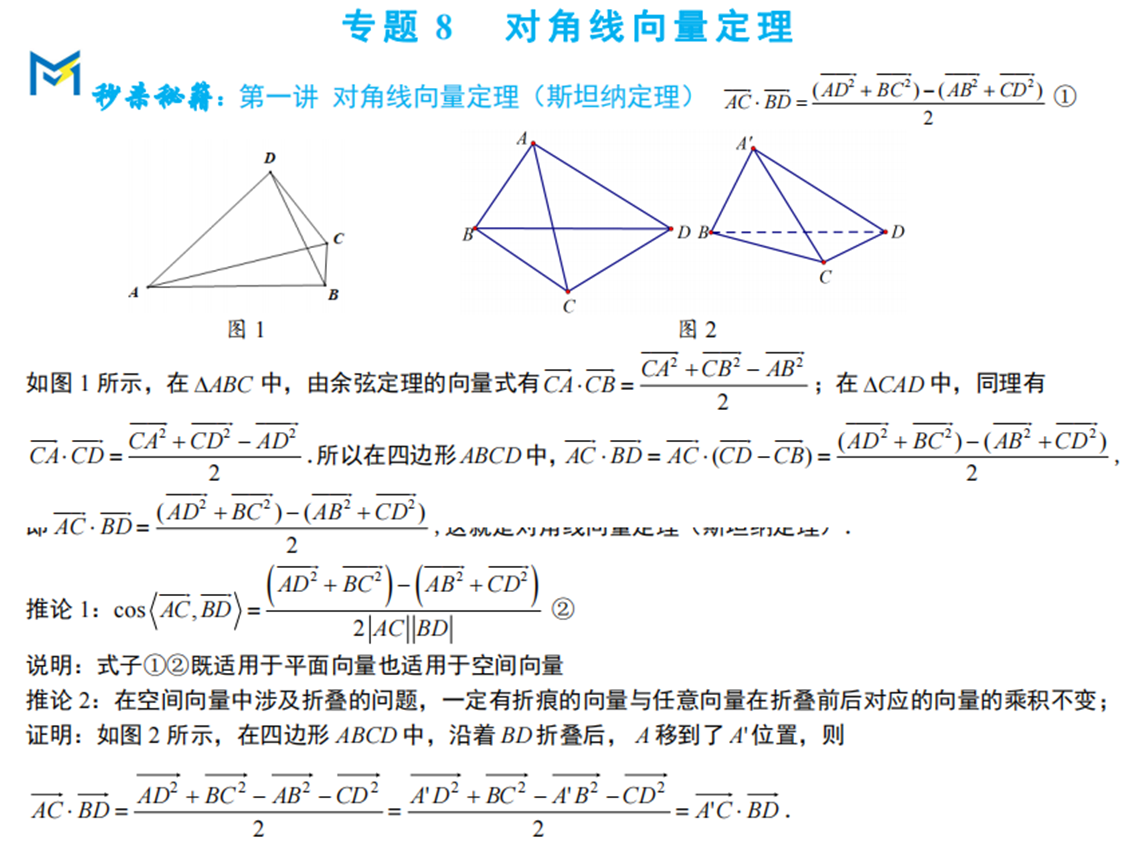 专题 8 对角线向量定理
秒杀秘籍：第一讲 对角线向量定理（斯坦纳定理） $\overrightarrow{AC}\cdot\overrightarrow{BD}=\frac{(\overrightarrow{AD^2}+\overrightarrow{BC^2})-(\overrightarrow{AB^2}+\overrightarrow{CD^2})}{2}$ ①
D
C
A
B
A
B
D
C
A'
B
D
C
图 1
图 2
如图 1 所示，在 ΔABC 中，由余弦定理的向量式有 $\overrightarrow{CA}\cdot\overrightarrow{CB}=\frac{\overrightarrow{CA^2}+\overrightarrow{CB^2}-\overrightarrow{AB^2}}{2}$；在 ΔCAD 中，同理有
$\overrightarrow{CA}\cdot\overrightarrow{CD}=\frac{\overrightarrow{CA^2}+\overrightarrow{CD^2}-\overrightarrow{AD^2}}{2}$.所以在四边形 ABCD 中，$\overrightarrow{AC}\cdot\overrightarrow{BD}=\overrightarrow{AC}\cdot(\overrightarrow{CD}-\overrightarrow{CB})=\frac{(\overrightarrow{AD^2}+\overrightarrow{BC^2})-(\overrightarrow{AB^2}+\overrightarrow{CD^2})}{2}$，
即 $\overrightarrow{AC}\cdot\overrightarrow{BD}=\frac{(\overrightarrow{AD^2}+\overrightarrow{BC^2})-(\overrightarrow{AB^2}+\overrightarrow{CD^2})}{2}$,这就是对角线向量定理（斯坦纳定理）.
推论 1：$\cos\left\langle\overrightarrow{AC},\overrightarrow{BD}\right\rangle=\frac{\left(\overrightarrow{AD^2}+\overrightarrow{BC^2}\right)-\left(\overrightarrow{AB^2}+\overrightarrow{CD^2}\right)}{2|AC||BD|}$ ②
说明：式子①②既适用于平面向量也适用于空间向量
推论 2：在空间向量中涉及折叠的问题，一定有折痕的向量与任意向量在折叠前后对应的向量的乘积不变；
证明：如图 2 所示，在四边形 ABCD 中，沿着 BD 折叠后， A 移到了 A' 位置，则
$\overrightarrow{AC}\cdot\overrightarrow{BD}=\frac{\overrightarrow{AD^2}+\overrightarrow{BC^2}-\overrightarrow{AB^2}-\overrightarrow{CD^2}}{2}=\frac{\overrightarrow{A'D^2}+\overrightarrow{BC^2}-\overrightarrow{A'B^2}-\overrightarrow{CD^2}}{2}=\overrightarrow{A'C}\cdot\overrightarrow{BD}$.